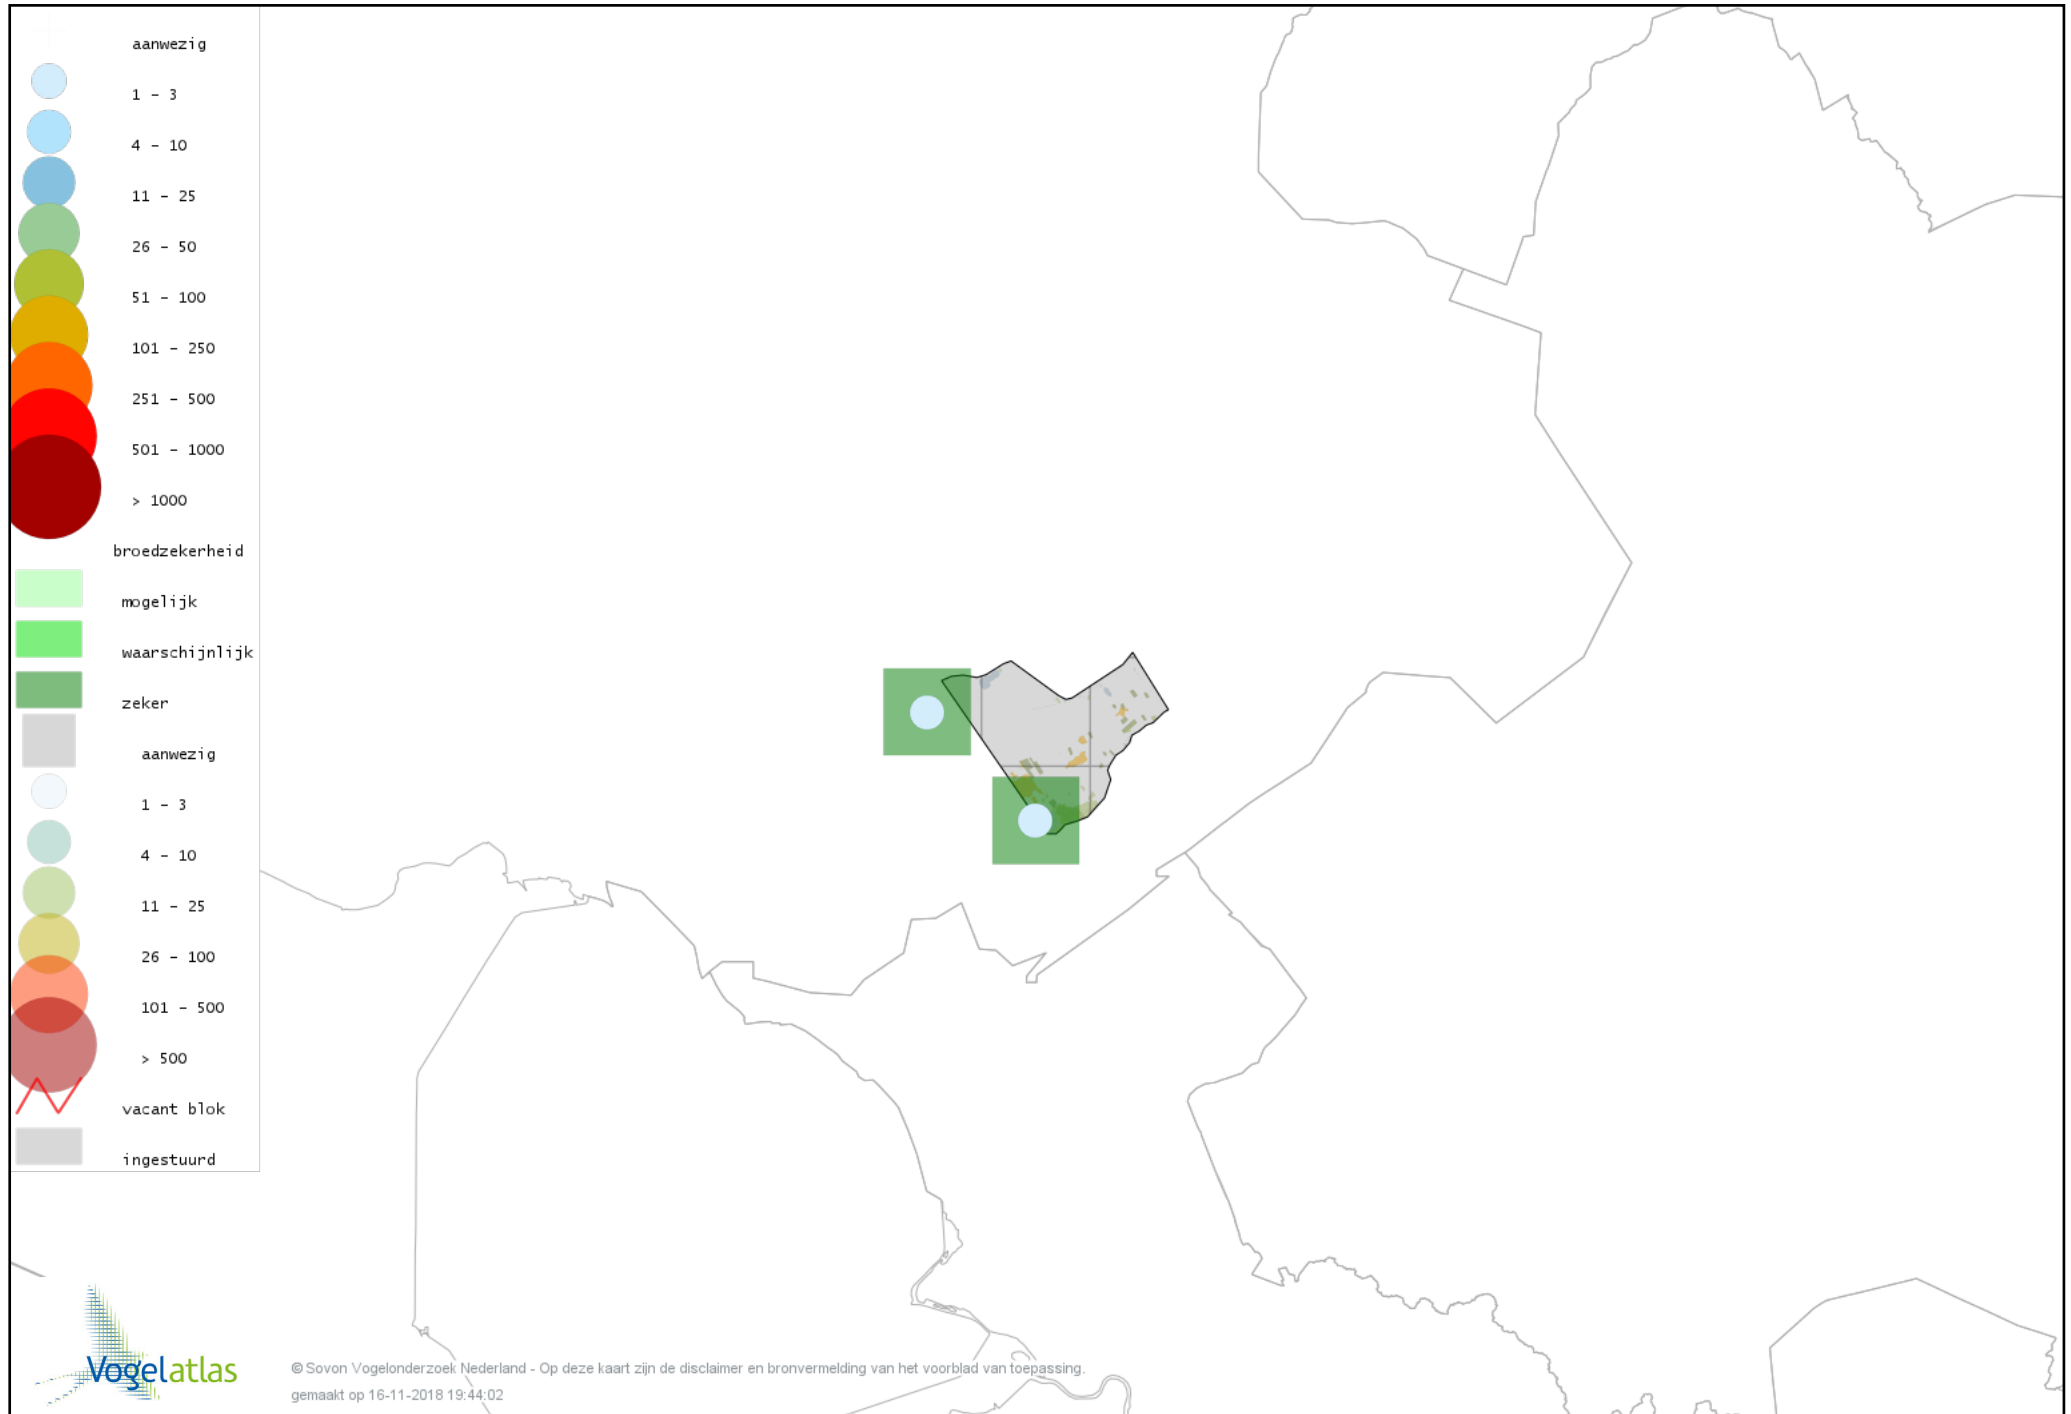 aanwezig
1 - 3
4 - 10
11 - 25
26 - 50
51 - 100
101 - 250
251 - 500
501 - 1000
> 1000
broedzekerheid
mogelijk
waarschijnlijk
zeker
aanwezig
1 - 3
4 - 10
11 - 25
26 - 100
101 - 500
> 500
vacant blok
ingestuurd
Vogelatlas
© Sovon Vogelonderzoek Nederland - Op deze kaart zijn de disclaimer en bronvermelding van het voorblad van toepassing.
gemaakt op 16-11-2018 19:44:02